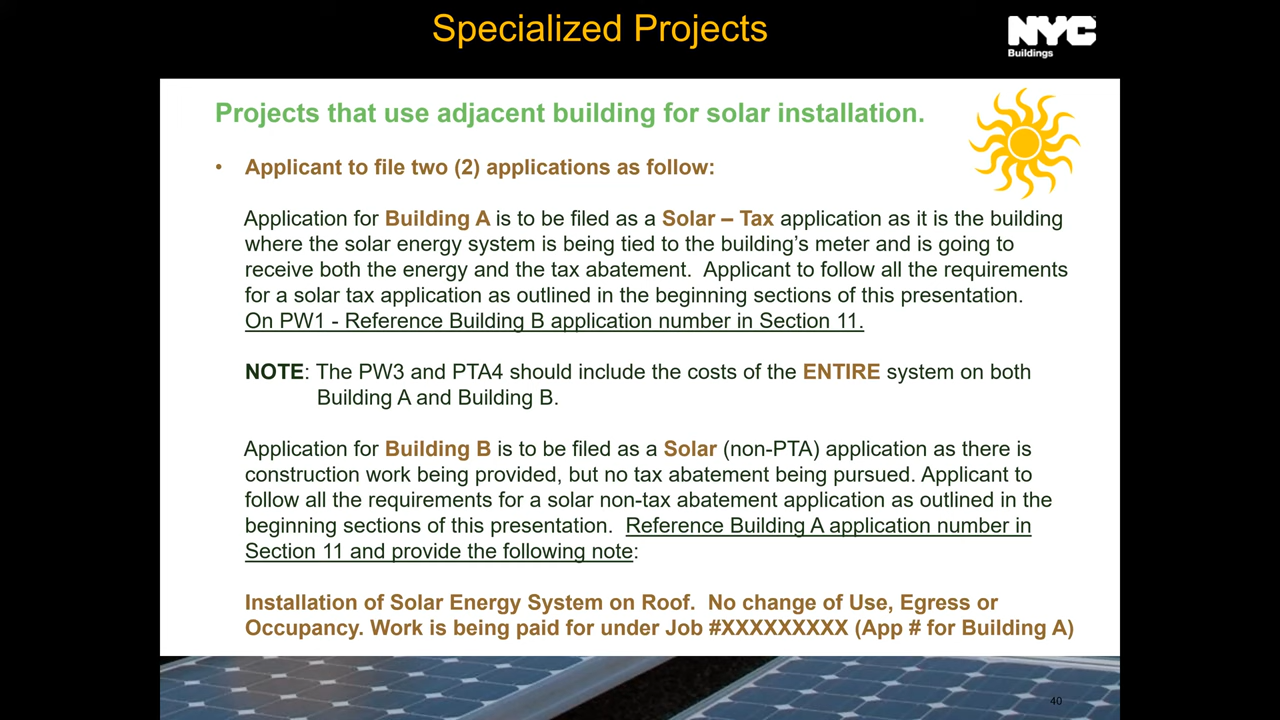 Specialized Projects
NYC
Buildings
Projects that use adjacent building for solar installation.
• Applicant to file two (2) applications as follow:
Application for Building A is to be filed as a Solar – Tax application as it is the building
where the solar energy system is being tied to the building's meter and is going to
receive both the energy and the tax abatement. Applicant to follow all the requirements
for a solar tax application as outlined in the beginning sections of this presentation.
On PW1 - Reference Building B application number in Section 11.
NOTE: The PW3 and PTA4 should include the costs of the ENTIRE system on both
Building A and Building B.
Application for Building B is to be filed as a Solar (non-PTA) application as there is
construction work being provided, but no tax abatement being pursued. Applicant to
follow all the requirements for a solar non-tax abatement application as outlined in the
beginning sections of this presentation. Reference Building A application number in
Section 11 and provide the following note:
Installation of Solar Energy System on Roof. No change of Use, Egress or
Occupancy. Work is being paid for under Job #XXXXXXXXX (App # for Building A)
40